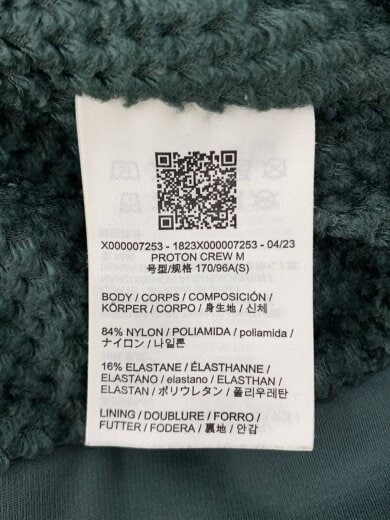 X000007253 - 1823X000007253 - 04/23
PROTON CREW M
号型/规格 170/96A(S)
BODY / CORPS / COMPOSICIÓN /
KÖRPER / CORPO / 身生地 / 신체
84% NYLON / POLIAMIDA / poliamida /
ナイロン / 나일론
16% ELASTANE / ÉLASTHANNE /
ELASTANO / elastano / ELASTHAN /
ELASTAN / ポリウレタン / 폴리우레탄
LINING / DOUBLURE / FORRO /
FUTTER / FODERA / 裏地 / 안감